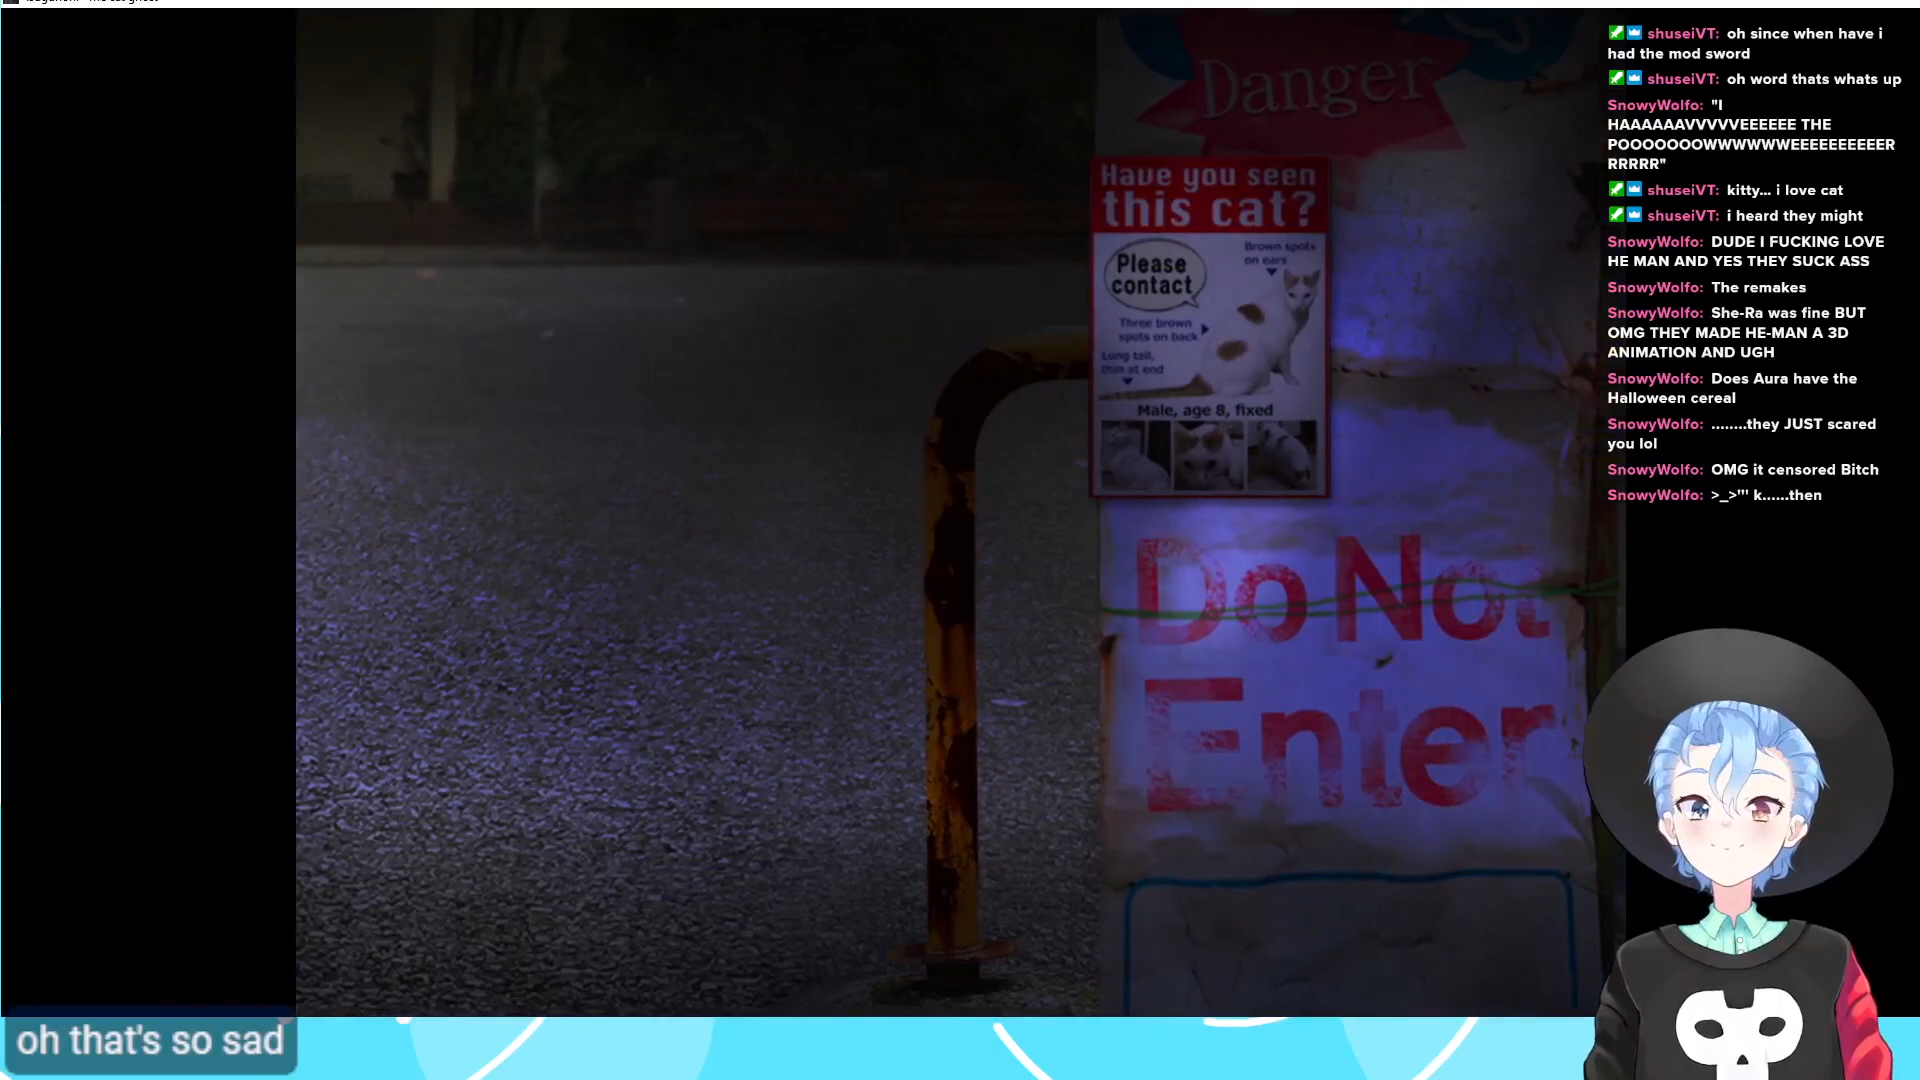 Danger
Have you seen
this cat?
Please
contact
Brown spots
on ears
Three brown
spots on back
Long tail,
thin at end
Male, age 8, fixed
Do Not
Enter
shuseiVT: oh since when have i
had the mod sword
shuseiVT: oh word thats whats up
SnowyWolfo: "I
HAAAAAAVVVVVEEEEEE THE
POOOOOOOWWWWWWEEEEEEEEEER
RRRRR"
shuseiVT: kitty... i love cat
shuseiVT: i heard they might
SnowyWolfo: DUDE I FUCKING LOVE
HE MAN AND YES THEY SUCK ASS
SnowyWolfo: The remakes
SnowyWolfo: She-Ra was fine BUT
OMG THEY MADE HE-MAN A 3D
ANIMATION AND UGH
SnowyWolfo: Does Aura have the
Halloween cereal
SnowyWolfo: ........they JUST scared
you lol
SnowyWolfo: OMG it censored Bitch
SnowyWolfo: >_>"' k......then
oh that's so sad